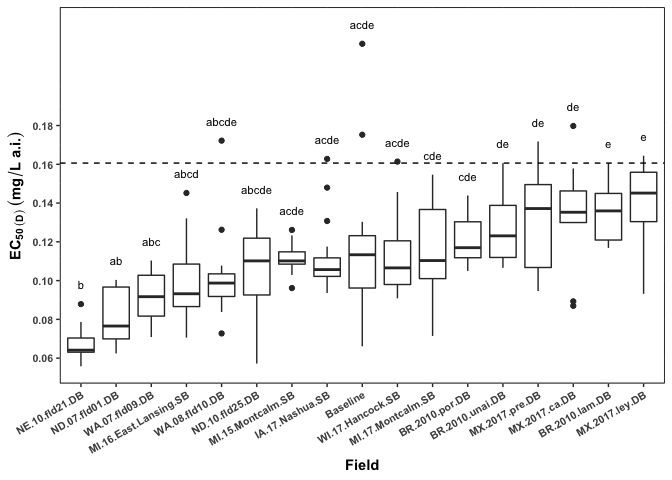 acde
abcde
acde
acde
de
de
cde
e
e
abcd
abcde
acde
cde
abc
ab
b
0.18
0.16
0.14
0.12
0.10
0.08
0.06
EC50 (D) (mg/L a.i.)
NE.10.fld21.DB
ND.07.fld01.DB
WA.07.fld09.DB
MI.16.East.Lansing.SB
WA.08.fld10.DB
ND.10.fld25.DB
MI.15.Montcalm.SB
IA.17.Nashua.SB
Baseline
WI.17.Hancock.SB
MI.17.Montcalm.SB
BR.2010.por.DB
BR.2010.unai.DB
MX.2017.pre.DB
MX.2017.ca.DB
BR.2010.lam.DB
MX.2017.ley.DB
Field